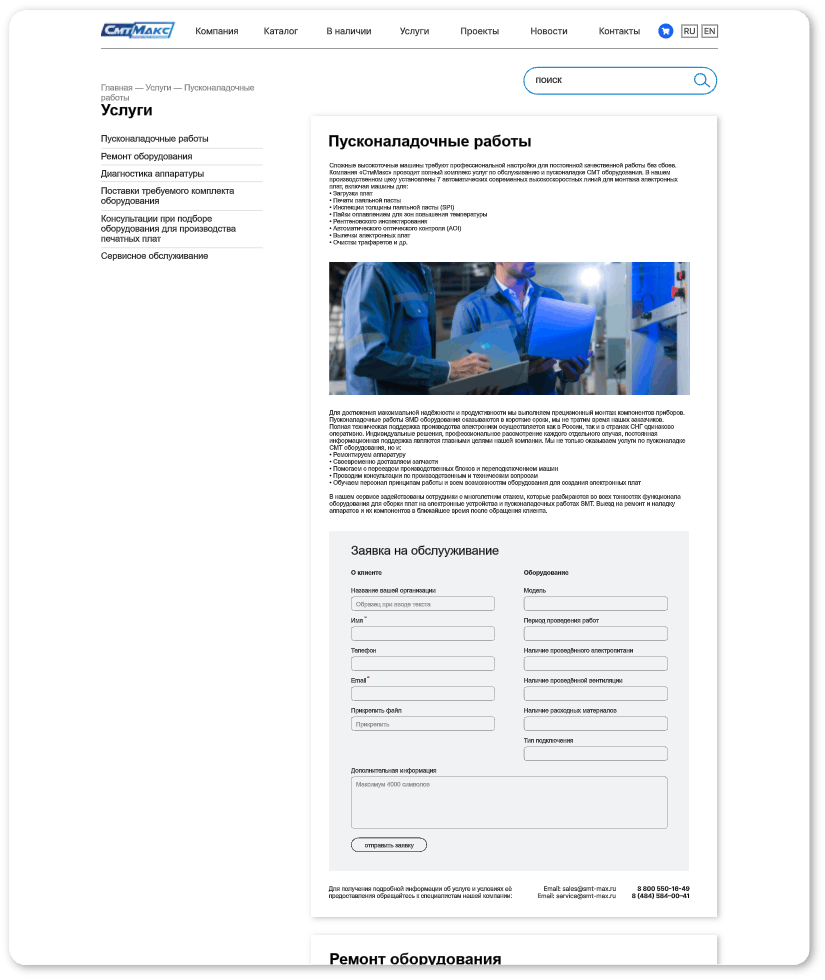 СмтМакс
Компания Каталог В наличии Услуги Проекты Новости Контакты RU EN
ПОИСК
Главная — Услуги — Пусконаладочные
работы
Услуги
Пусконаладочные работы
Ремонт оборудования
Диагностика аппаратуры
Поставки требуемого комплекта
оборудования
Консультации при подборе
оборудования для производства
печатных плат
Сервисное обслуживание
Пусконаладочные работы
Сложные высокоточные машины требуют профессиональной настройки для постоянной качественной работы без сбоев.
Компания «СмтМакс» проводит полный комплекс услуг по обслуживанию и пусконаладке СМТ оборудования. В нашем
производственном цеху установлены 7 автоматических современных высокоскоростных линий для монтажа электронных
плат, включая машины для:
• Загрузки плат
• Печати паяльной пасты
• Инспекции толщины паяльной пасты (SPI)
• Пайки оплавлением для зон повышения температуры
• Рентгеновского инспектирования
• Автоматического оптического контроля (AOI)
• Выпечки электронных плат
• Очистки трафаретов и др.
Для достижения максимальной надёжности и продуктивности мы выполняем прецизионный монтаж компонентов приборов.
Пусконаладочные работы SMD оборудования оказываются в короткие сроки, мы не тратим время наших заказчиков.
Полная техническая поддержка производства электроники осуществляется как в России, так и в странах СНГ одинаково
оперативно. Индивидуальные решения, профессиональное рассмотрение каждого отдельного случая, постоянная
информационная поддержка являются главными целями нашей компании. Мы не только оказываем услуги по пусконаладке
СМТ оборудования, но и:
• Ремонтируем аппаратуру
• Своевременно доставляем запчасти
• Помогаем с переездом производственных блоков и переподключением машин
• Проводим консультации по производственным и техническим вопросам
• Обучаем персонал принципам работы и всем возможностям оборудования для создания электронных плат
В нашем сервисе задействованы сотрудники с многолетним стажем, которые разбираются во всех тонкостях функционала
оборудования для сборки плат на электронные устройства и пусконаладочных работах SMT. Выезд на ремонт и наладку
аппаратов и их компонентов в ближайшее время после обращения клиента.
Заявка на обслууживание
О клиенте
Название вашей организации
Образец при вводе текста
Имя*
Телефон
Email*
Прикрепить файл
Прикрепить
Оборудование
Модель
Период проведения работ
Наличие проведённого электропитани
Наличие проведённой вентиляции
Наличие расходных материалов
Тип подключения
Дополнительная информация
Максимум 4000 символов
отправить заявку
Для получения подробной информации об услуге и условиях её
предоставления обращайтесь к специалистам нашей компании:
Email: sales@smt-max.ru 8 800 550-16-49
Email: service@smt-max.ru 8 (484) 584-00-41
Ремонт оборудования